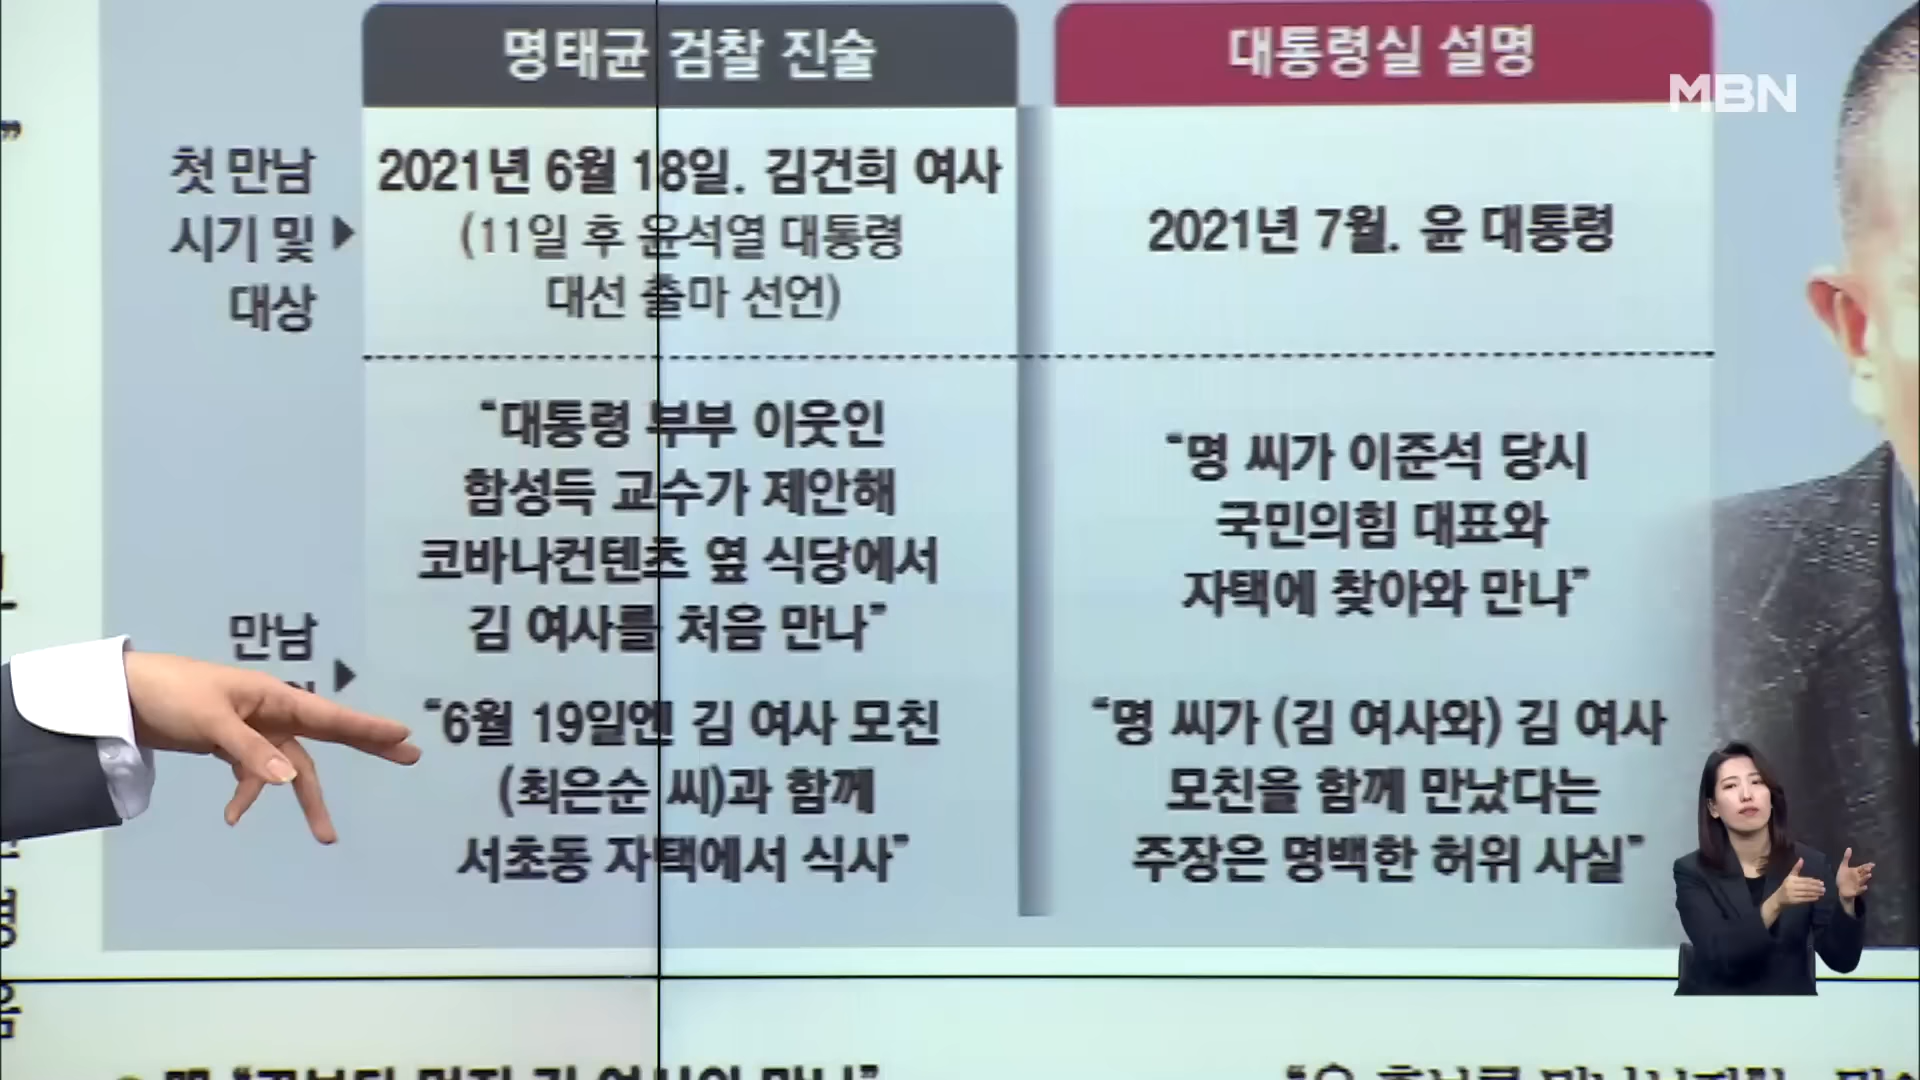 명태균 검찰 진술
대통령실 설명
MBN
첫 만남
시기 및
대상
2021년 6월 18일. 김건희 여사
(11일 후 윤석열 대통령
대선 출마 선언)
2021년 7월. 윤 대통령
만남
“대통령 부부 이웃인
함성득 교수가 제안해
코바나컨텐츠 옆 식당에서
김 여사를 처음 만나”
“6월 19일엔 김 여사 모친
(최은순 씨)과 함께
서초동 자택에서 식사”
“명 씨가 이준석 당시
국민의힘 대표와
자택에 찾아와 만나”
“명 씨가 (김 여사와) 김 여사
모친을 함께 만났다는
주장은 명백한 허위 사실”